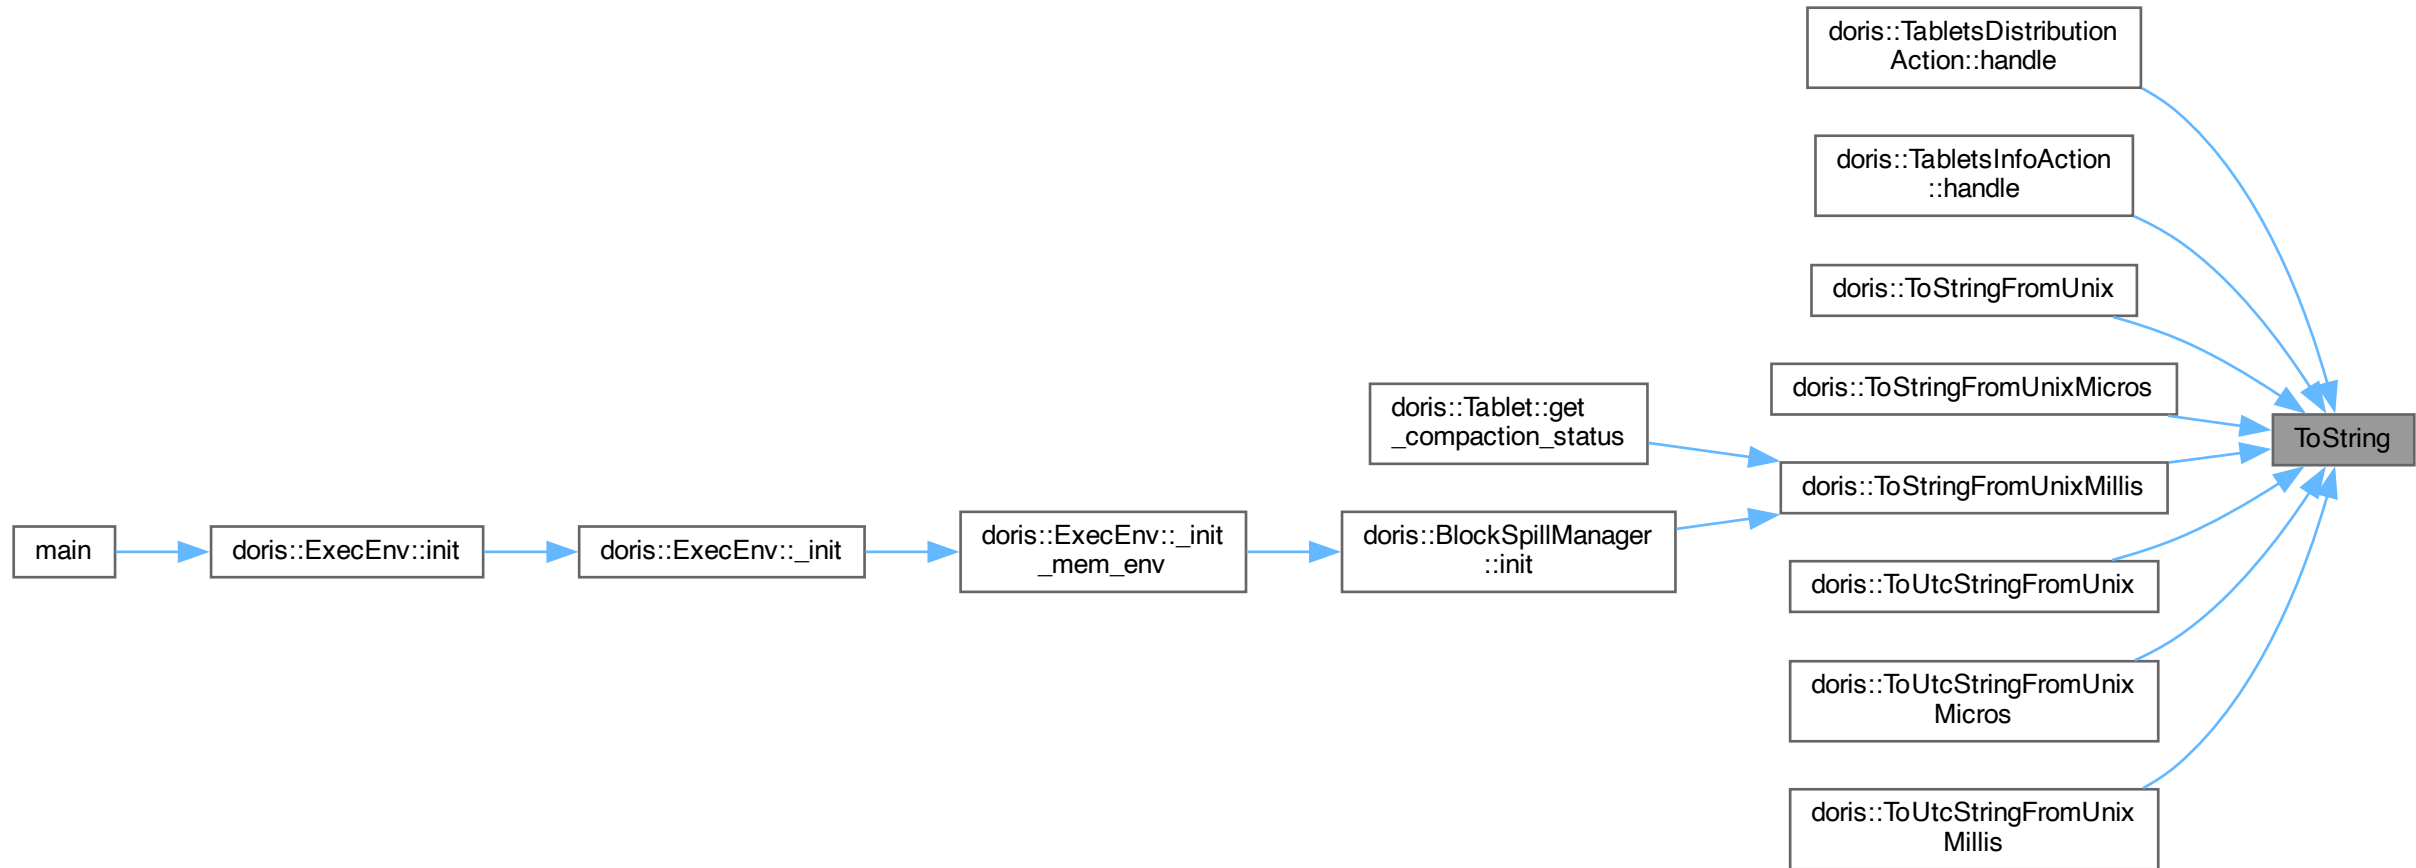 doris::TabletsDistribution
Action::handle
doris::TabletsInfoAction
::handle
doris::ToStringFromUnix
doris::ToStringFromUnixMicros
doris::Tablet::get
_compaction_status
ToString
doris::ToStringFromUnixMillis
main
doris::ExecEnv::init
doris::ExecEnv::_init
doris::ExecEnv::_init
_mem_env
doris::BlockSpillManager
::init
doris::ToUtcStringFromUnix
doris::ToUtcStringFromUnix
Micros
doris::ToUtcStringFromUnix
Millis